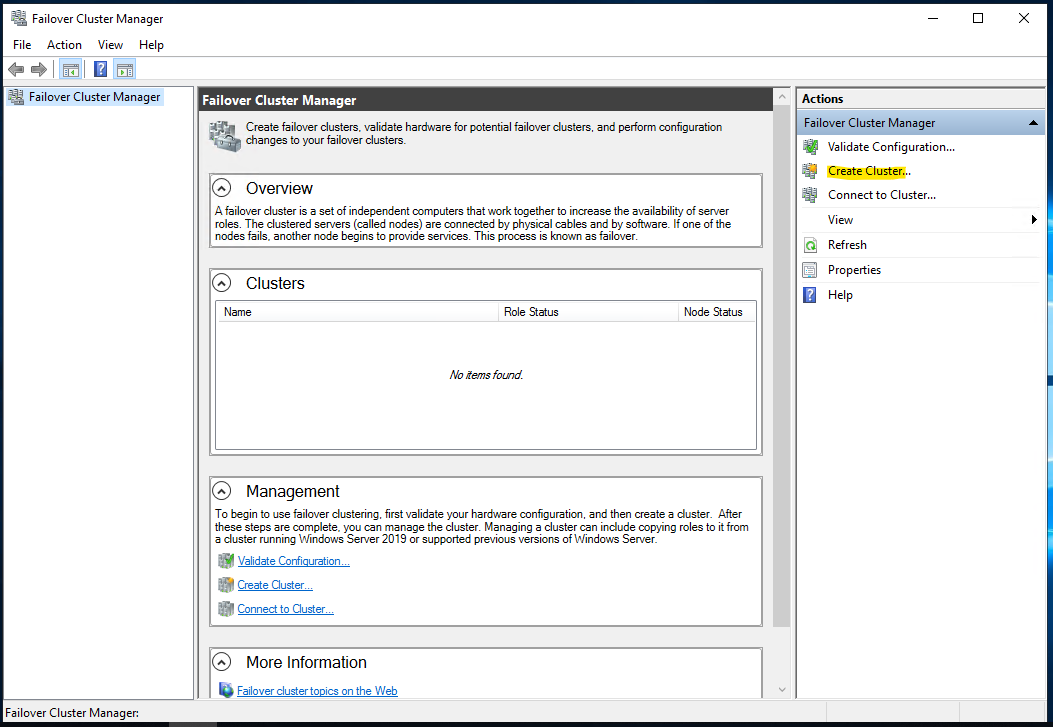 Failover Cluster Manager
File Action View Help
Failover Cluster Manager
Failover Cluster Manager
Create failover clusters, validate hardware for potential failover clusters, and perform configuration
changes to your failover clusters.
Overview
A failover cluster is a set of independent computers that work together to increase the availability of server
roles. The clustered servers (called nodes) are connected by physical cables and by software. If one of the
nodes fails, another node begins to provide services. This process is known as failover.
Clusters
Name Role Status Node Status
No items found.
Management
To begin to use failover clustering, first validate your hardware configuration, and then create a cluster. After
these steps are complete, you can manage the cluster. Managing a cluster can include copying roles to it from
a cluster running Windows Server 2019 or supported previous versions of Windows Server.
Validate Configuration...
Create Cluster...
Connect to Cluster...
More Information
Failover cluster topics on the Web
Actions
Failover Cluster Manager
Validate Configuration...
Create Cluster...
Connect to Cluster...
View
Refresh
Properties
Help
Failover Cluster Manager: